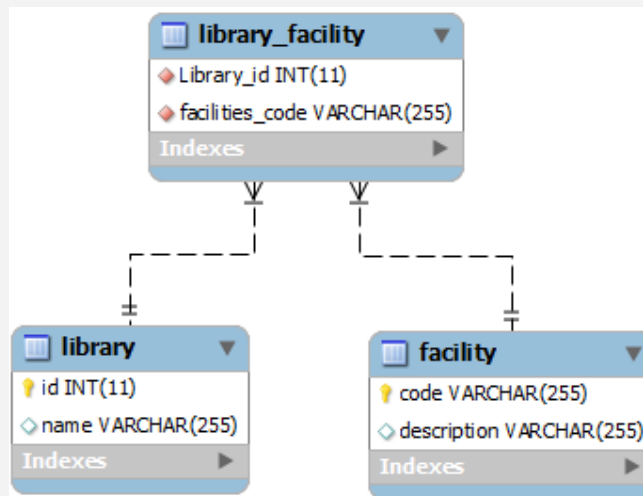 library_facility
Library_id INT(11)
facilities_code VARCHAR(255)
Indexes
library
id INT(11)
name VARCHAR(255)
Indexes
facility
code VARCHAR(255)
description VARCHAR(255)
Indexes